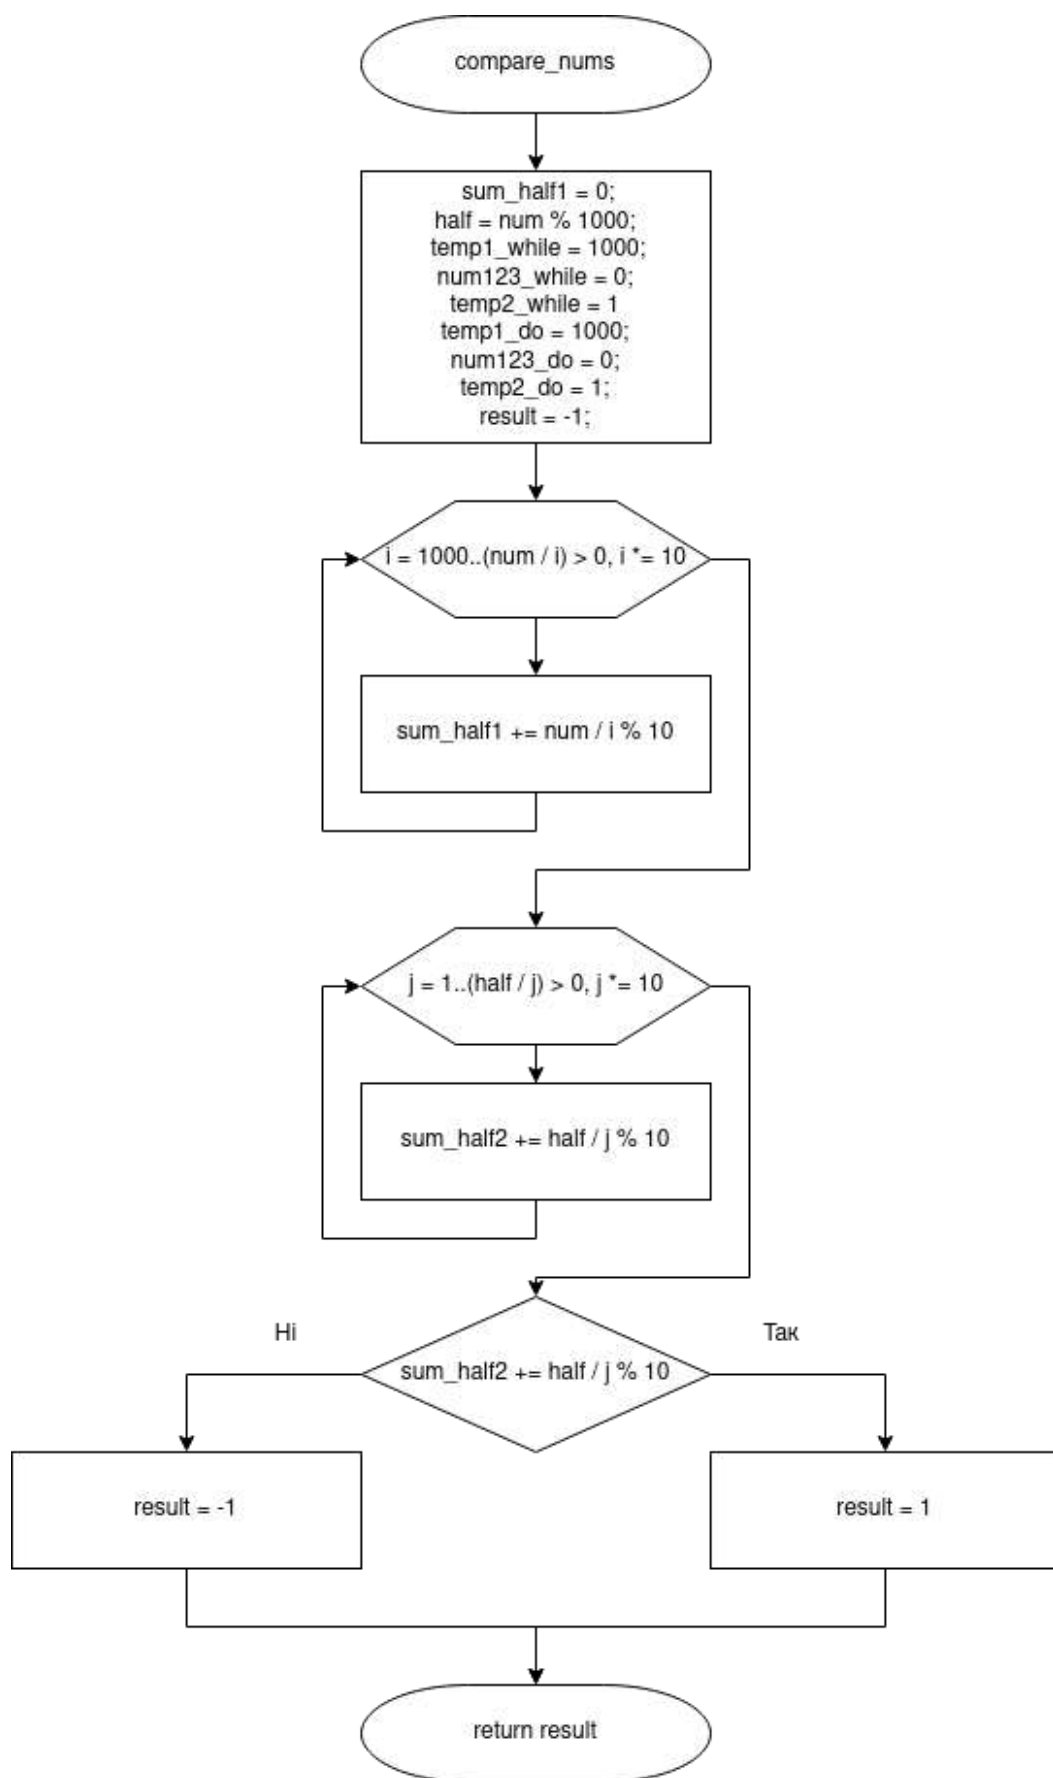 compare_nums
sum_half1 = 0;
half = num % 1000;
temp1_while = 1000;
num123_while = 0;
temp2_while = 1
temp1_do = 1000;
num123_do = 0;
temp2_do = 1;
result = -1;
i = 1000..(num / i) > 0, i *= 10
sum_half1 += num / i % 10
j = 1..(half / j) > 0, j *= 10
sum_half2 += half / j % 10
Ні
Так
sum_half2 += half / j % 10
result = -1
result = 1
return result